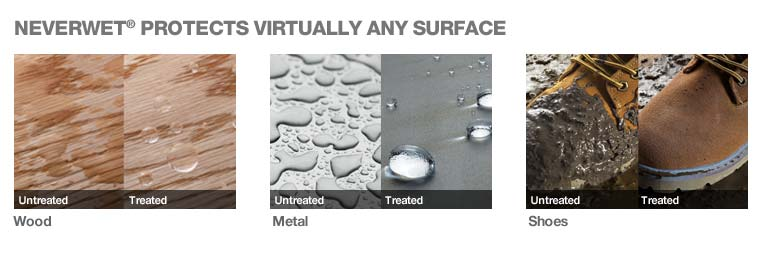 NEVERWET® PROTECTS VIRTUALLY ANY SURFACE
Untreated Treated
Wood
Untreated Treated
Metal
Untreated Treated
Shoes